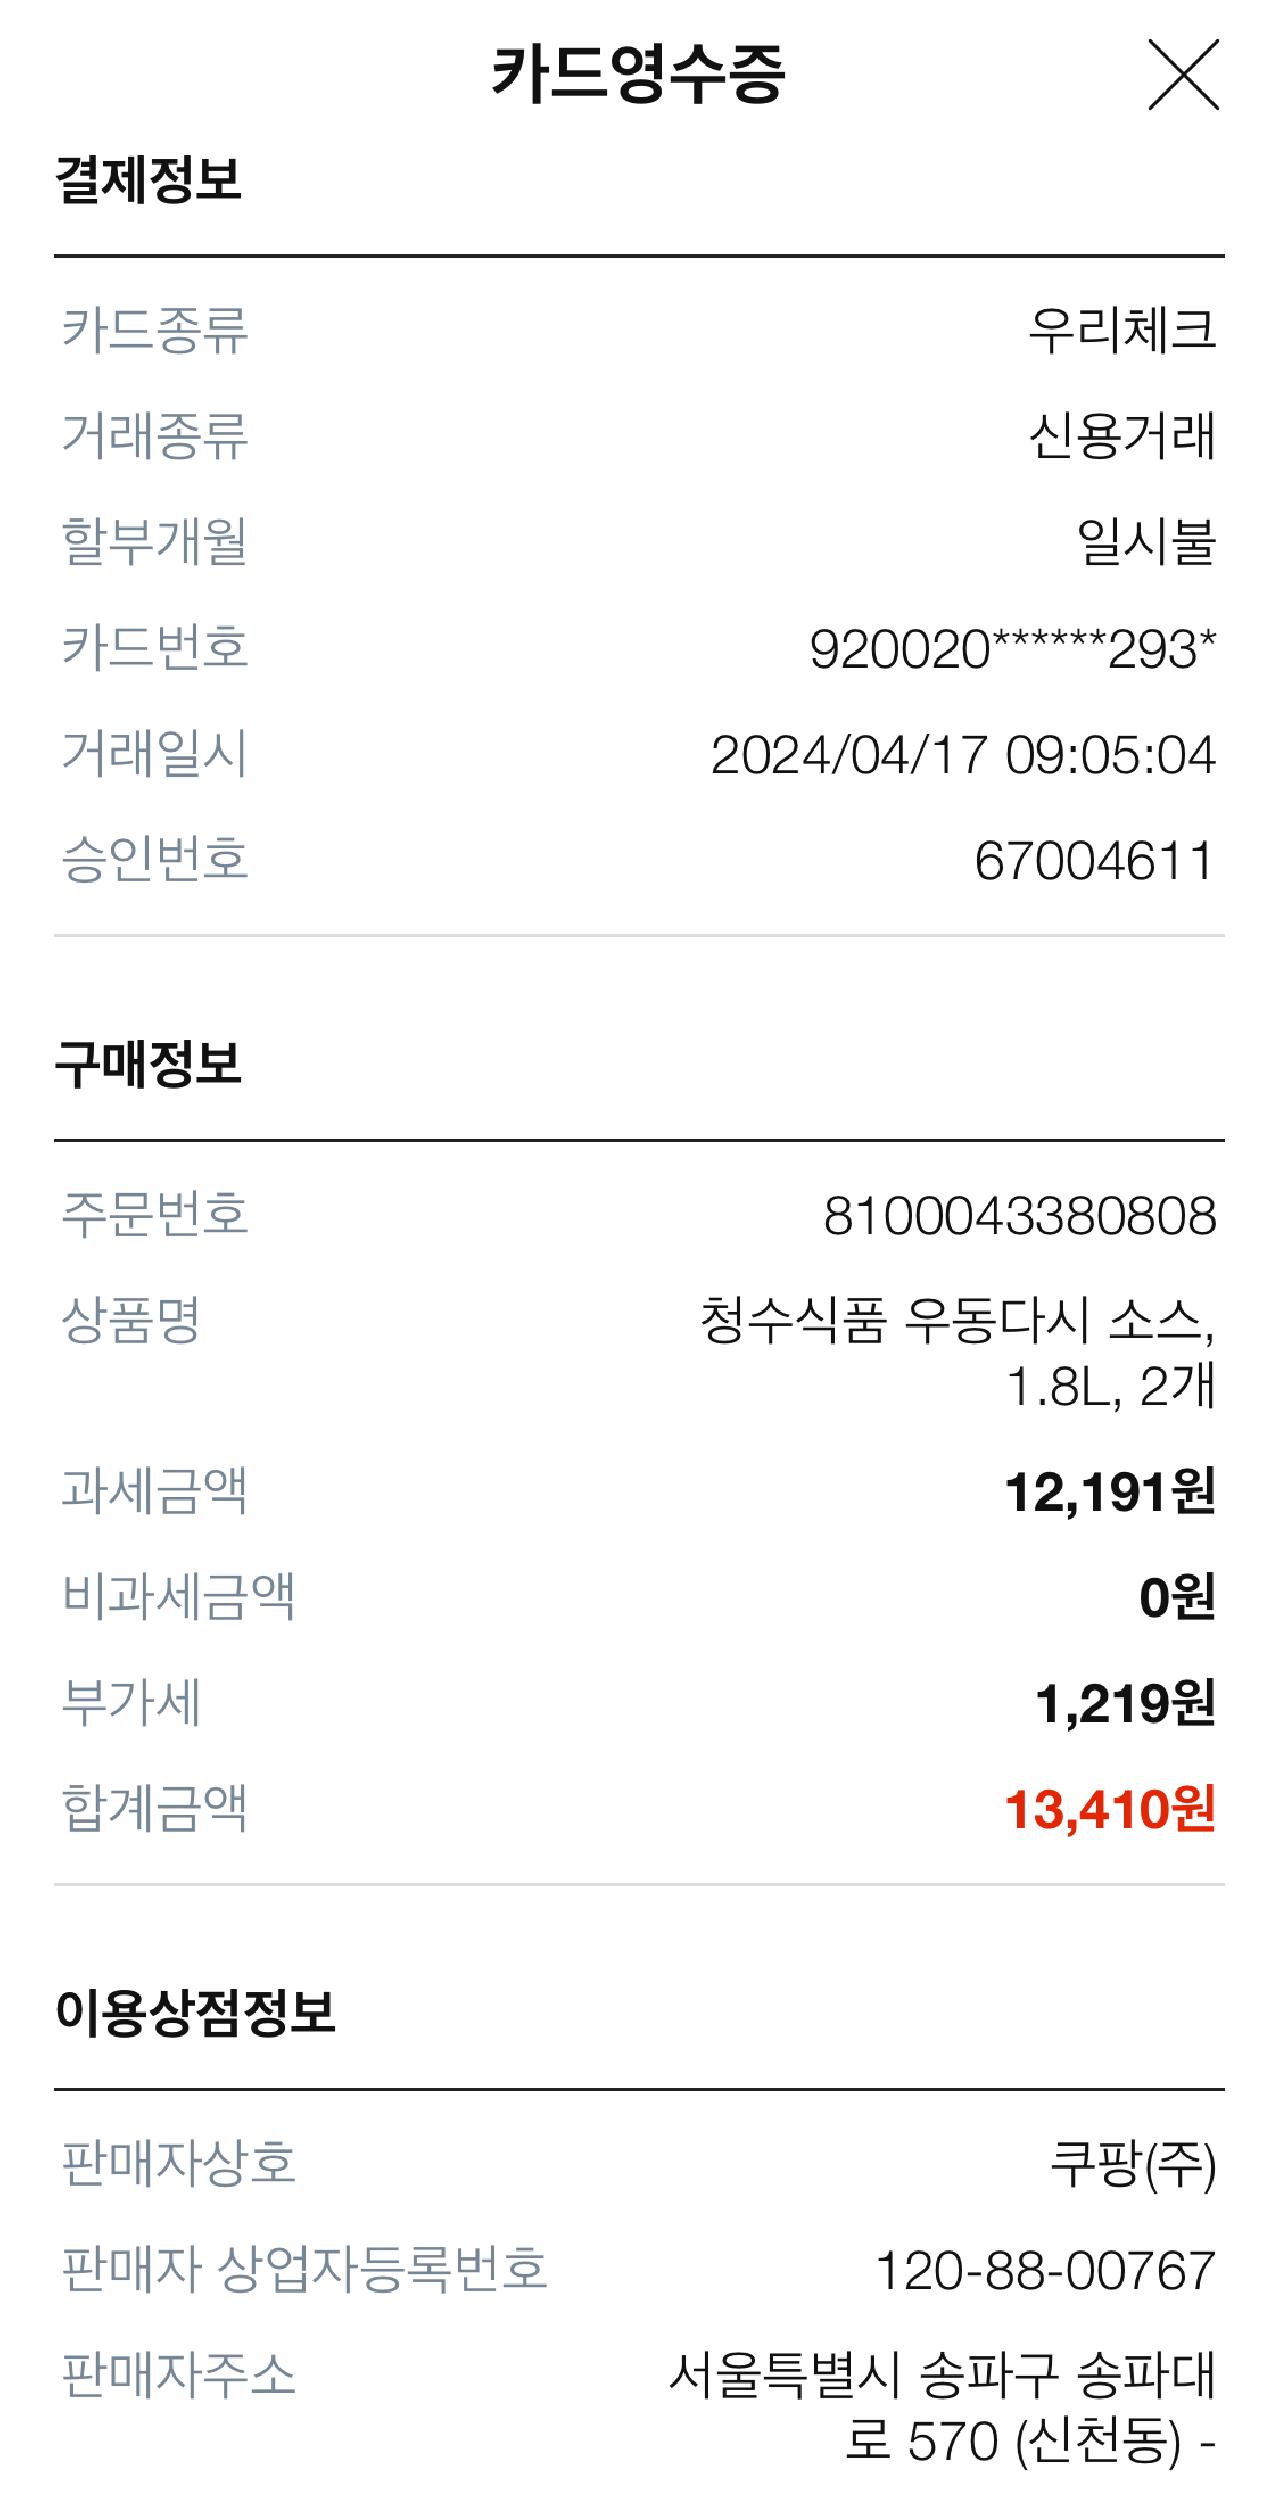 카드영수증
결제정보
카드종류 우리체크
거래종류 신용거래
할부개월 일시불
카드번호 920020******293*
거래일시 2024/04/17 09:05:04
승인번호 67004611
구매정보
주문번호 8100043380808
상품명 청수식품 우동다시 소스,
1.8L, 2개
과세금액 12,191원
비과세금액 0원
부가세 1,219원
합계금액 13,410원
이용상점정보
판매자상호 쿠팡(주)
판매자 상업자등록번호 120-88-00767
판매자주소 서울특별시 송파구 송파대
로 570 (신천동) -